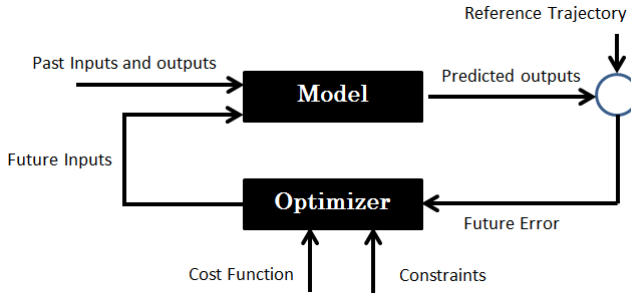 Reference Trajectory
Past Inputs and outputs
Model
Predicted outputs
Future Inputs
Optimizer
Future Error
Cost Function
Constraints